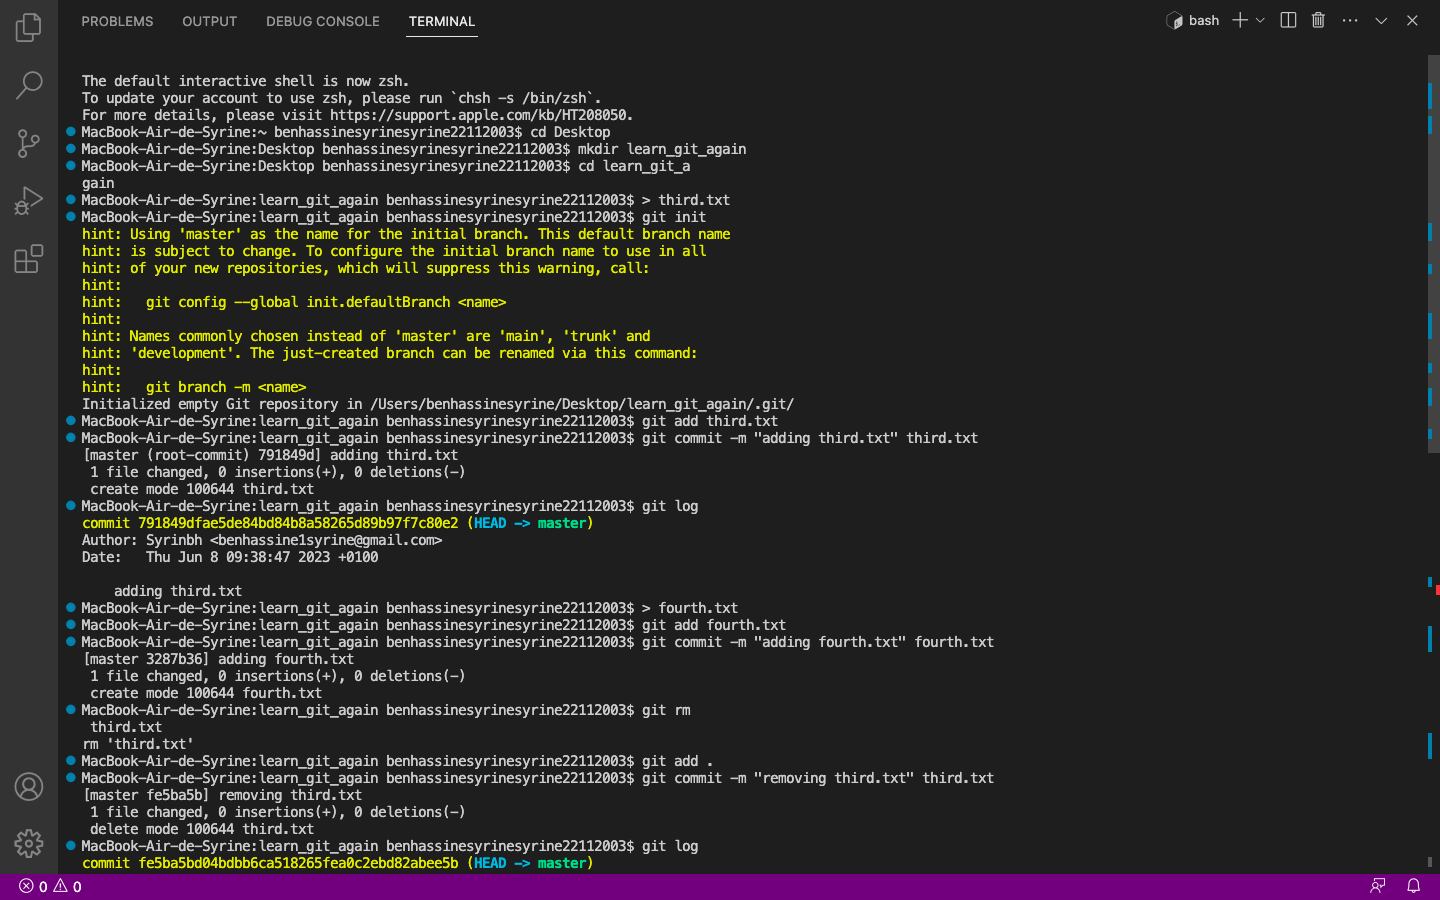 PROBLEMS OUTPUT DEBUG CONSOLE TERMINAL bash
The default interactive shell is now zsh.
To update your account to use zsh, please run `chsh -s /bin/zsh`.
For more details, please visit https://support.apple.com/kb/HT208050.
MacBook-Air-de-Syrine:~ benhassinesyrinesyrine22112003$ cd Desktop
MacBook-Air-de-Syrine:Desktop benhassinesyrinesyrine22112003$ mkdir learn_git_again
MacBook-Air-de-Syrine:Desktop benhassinesyrinesyrine22112003$ cd learn_git_a
gain
MacBook-Air-de-Syrine:learn_git_again benhassinesyrinesyrine22112003$ > third.txt
MacBook-Air-de-Syrine:learn_git_again benhassinesyrinesyrine22112003$ git init
hint: Using 'master' as the name for the initial branch. This default branch name
hint: is subject to change. To configure the initial branch name to use in all
hint: of your new repositories, which will suppress this warning, call:
hint:
hint:   git config --global init.defaultBranch <name>
hint:
hint: Names commonly chosen instead of 'master' are 'main', 'trunk' and
hint: 'development'. The just-created branch can be renamed via this command:
hint:
hint:   git branch -m <name>
Initialized empty Git repository in /Users/benhassinesyrine/Desktop/learn_git_again/.git/
MacBook-Air-de-Syrine:learn_git_again benhassinesyrinesyrine22112003$ git add third.txt
MacBook-Air-de-Syrine:learn_git_again benhassinesyrinesyrine22112003$ git commit -m "adding third.txt" third.txt
[master (root-commit) 791849d] adding third.txt
 1 file changed, 0 insertions(+), 0 deletions(-)
 create mode 100644 third.txt
MacBook-Air-de-Syrine:learn_git_again benhassinesyrinesyrine22112003$ git log
commit 791849dfae5de84bd84b8a58265d89b97f7c80e2 (HEAD -> master)
Author: Syrinbh <benhassine1syrine@gmail.com>
Date:   Thu Jun 8 09:38:47 2023 +0100
    adding third.txt
MacBook-Air-de-Syrine:learn_git_again benhassinesyrinesyrine22112003$ > fourth.txt
MacBook-Air-de-Syrine:learn_git_again benhassinesyrinesyrine22112003$ git add fourth.txt
MacBook-Air-de-Syrine:learn_git_again benhassinesyrinesyrine22112003$ git commit -m "adding fourth.txt" fourth.txt
[master 3287b36] adding fourth.txt
 1 file changed, 0 insertions(+), 0 deletions(-)
 create mode 100644 fourth.txt
MacBook-Air-de-Syrine:learn_git_again benhassinesyrinesyrine22112003$ git rm
 third.txt
rm 'third.txt'
MacBook-Air-de-Syrine:learn_git_again benhassinesyrinesyrine22112003$ git add .
MacBook-Air-de-Syrine:learn_git_again benhassinesyrinesyrine22112003$ git commit -m "removing third.txt" third.txt
[master fe5ba5b] removing third.txt
 1 file changed, 0 insertions(+), 0 deletions(-)
 delete mode 100644 third.txt
MacBook-Air-de-Syrine:learn_git_again benhassinesyrinesyrine22112003$ git log
commit fe5ba5bd04bdbb6ca518265fea0c2ebd82abee5b (HEAD -> master)
0 0